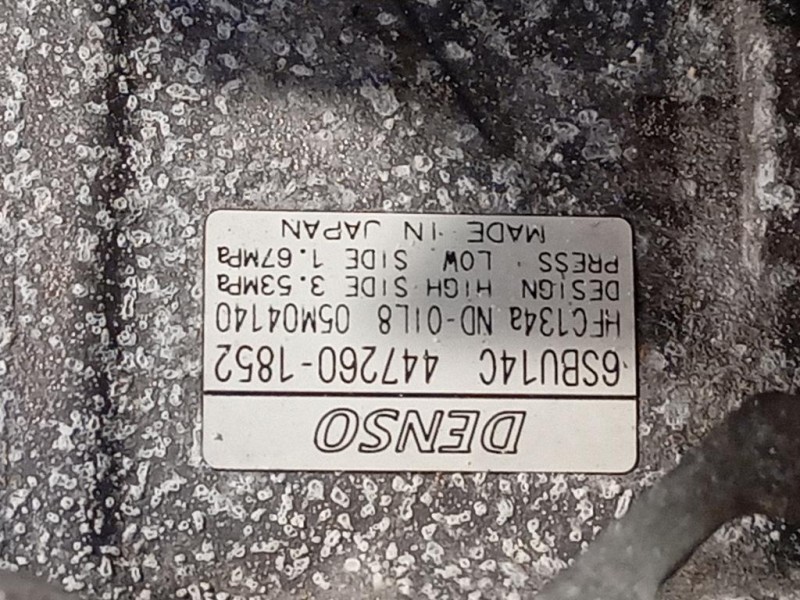 DENSO
6SBU14C 447260-1852
HFC134a ND-OIL8 05M04140
DESIGN HIGH SIDE 3.53MPa
PRESS. LOW SIDE 1.67MPa
MADE IN JAPAN